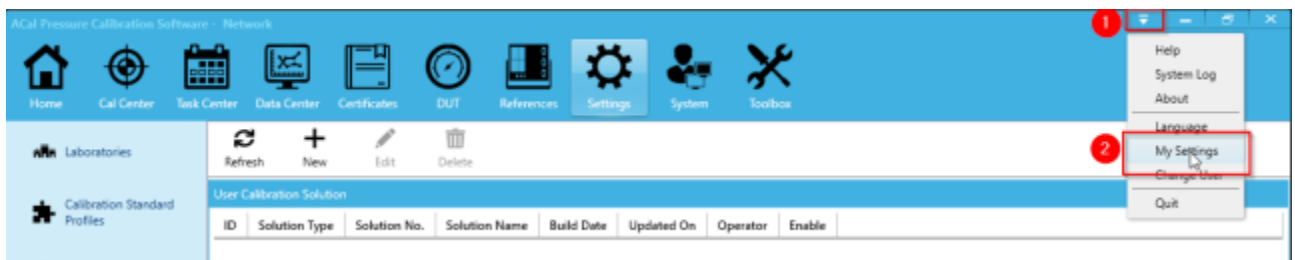 ACal Pressure Calibration Software - Network
1
Help
System Log
About
Language
2
My Settings
Change User
Quit
Home
Cal Center
Task Center
Data Center
Certificates
DUT
References
Settings
System
Toolbox
Laboratories
Calibration Standard
Profiles
Refresh
New
Edit
Delete
User Calibration Solution
ID
Solution Type
Solution No.
Solution Name
Build Date
Updated On
Operator
Enable